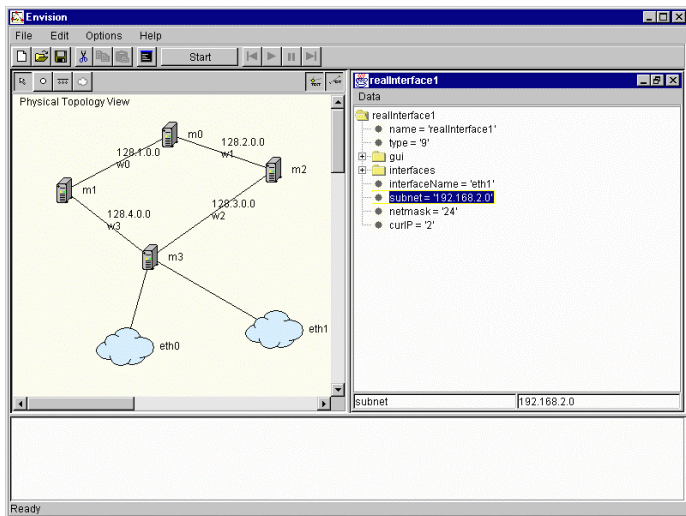 Envision
File Edit Options Help
Start
Physical Topology View
m0
128.1.0.0
w0
128.2.0.0
w1
m2
m1
128.4.0.0
w3
128.3.0.0
w2
m3
eth0
eth1
realInterface1
Data
realInterface1
name = 'realInterface1'
type = '9'
gui
interfaces
interfaceName = 'eth1'
subnet = '192.168.2.0'
netmask = '24'
curIP = '2'
subnet 192.168.2.0
Ready